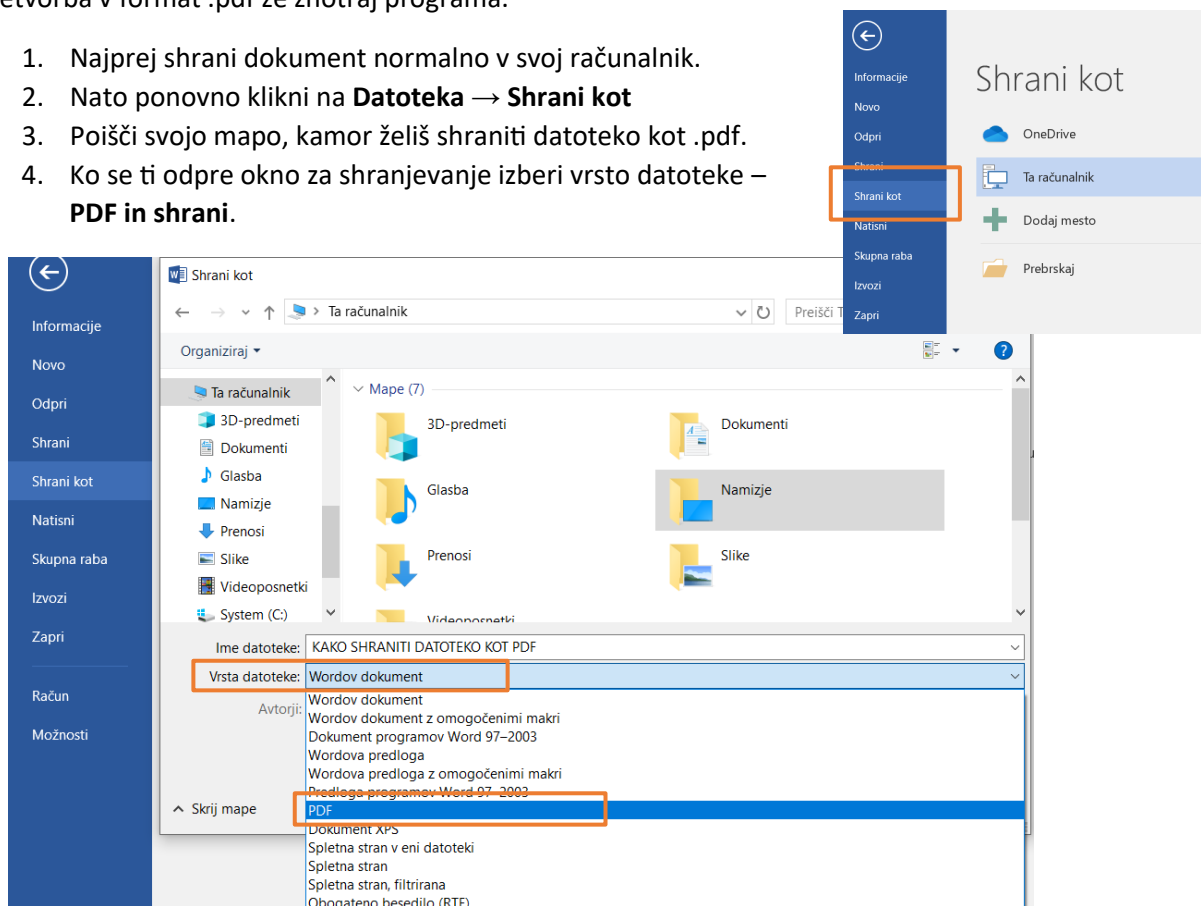 etvorba v format .pdf že znotraj programa.
1. Najprej shrani dokument normalno v svoj računalnik.
2. Nato ponovno klikni na Datoteka → Shrani kot
3. Poišči svojo mapo, kamor želiš shraniti datoteko kot .pdf.
4. Ko se ti odpre okno za shranjevanje izberi vrsto datoteke –
PDF in shrani.
Informacije
Novo
Odpri
Shrani
Shrani kot
Natisni
Skupna raba
Izvozi
Zapri
Shrani kot
OneDrive
Ta računalnik
Dodaj mesto
Prebrskaj
Informacije
Novo
Odpri
Shrani
Shrani kot
Natisni
Skupna raba
Izvozi
Zapri
Račun
Možnosti
Shrani kot
Ta računalnik
Preišči T
Organiziraj
Ta računalnik
3D-predmeti
Dokumenti
Glasba
Namizje
Prenosi
Slike
Videoposnetki
System (C:)
Mape (7)
3D-predmeti
Dokumenti
Glasba
Namizje
Prenosi
Slike
Videoposnetki
Ime datoteke: KAKO SHRANITI DATOTEKO KOT PDF
Vrsta datoteke: Wordov dokument
Avtorji:
Wordov dokument
Wordov dokument z omogočenimi makri
Dokument programov Word 97–2003
Wordova predloga
Wordova predloga z omogočenimi makri
Predloga programov Word 97–2003
PDF
Dokument XPS
Spletna stran v eni datoteki
Spletna stran
Spletna stran, filtrirana
Obogateno besedilo (RTF)
Skrij mape